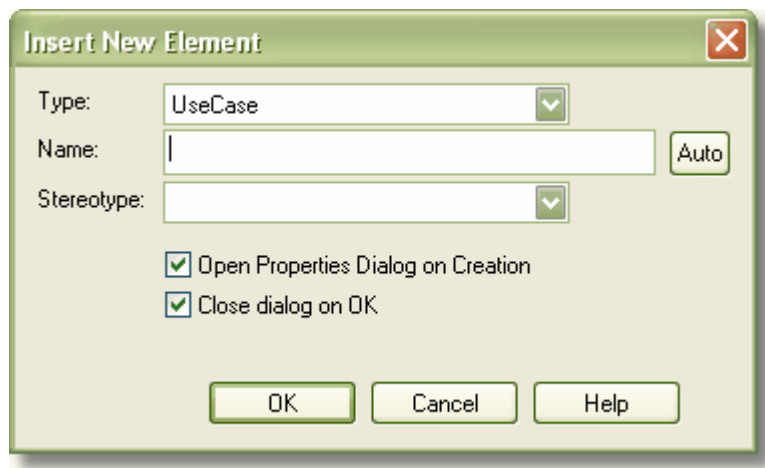 Insert New Element
Type: UseCase
Name: Auto
Stereotype:
Open Properties Dialog on Creation
Close dialog on OK
OK Cancel Help